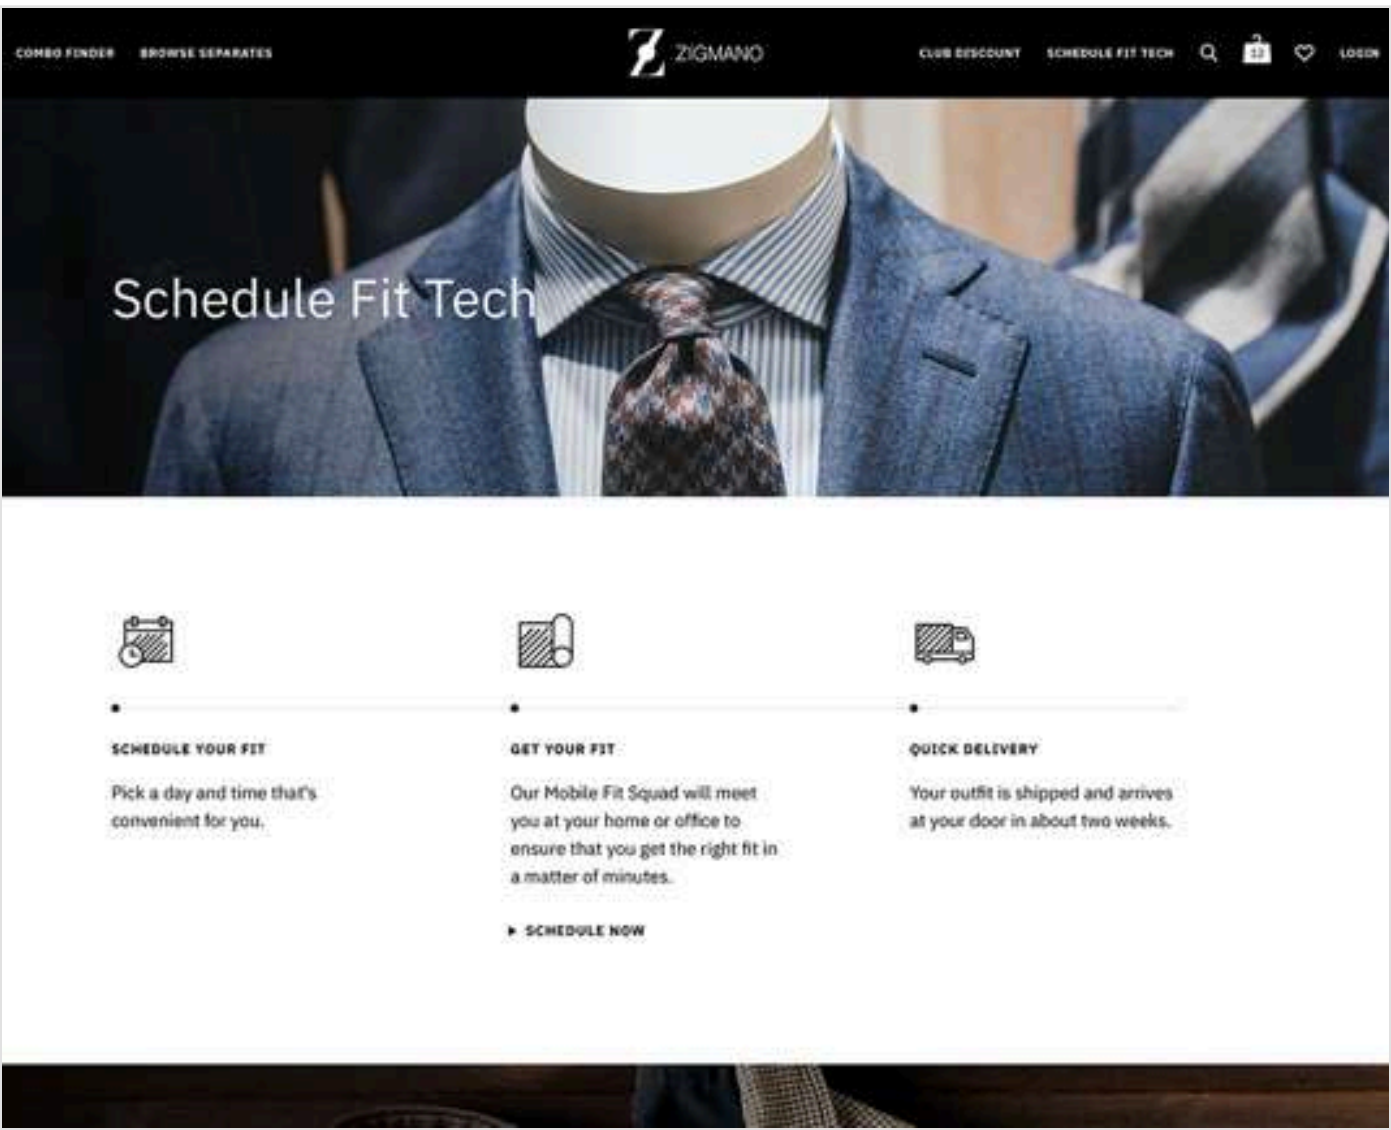 COMBO FINDER BROWSE SEPARATES ZIGMANO CLUB DISCOUNT SCHEDULE FIT TECH LOGIN
Schedule Fit Tech
SCHEDULE YOUR FIT
Pick a day and time that's
convenient for you.
GET YOUR FIT
Our Mobile Fit Squad will meet
you at your home or office to
ensure that you get the right fit in
a matter of minutes.
SCHEDULE NOW
QUICK DELIVERY
Your outfit is shipped and arrives
at your door in about two weeks.